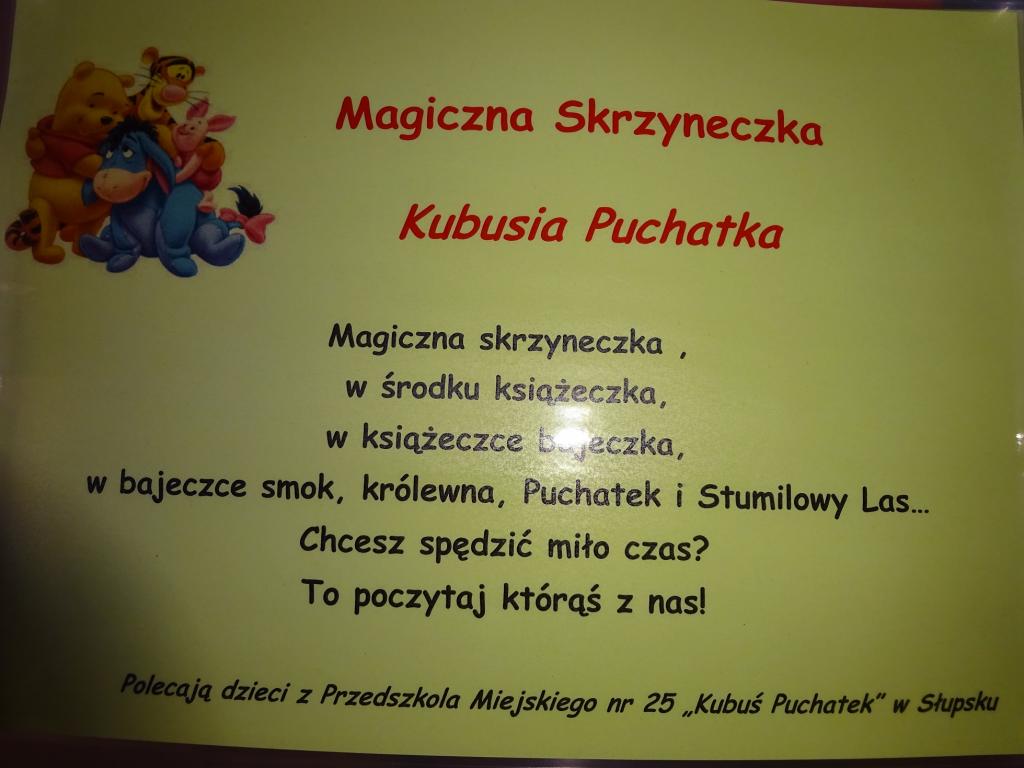 Magiczna Skrzyneczka
Kubusia Puchatka
Magiczna skrzyneczka ,
w środku książeczka,
w książeczce bajeczka,
w bajeczce smok, królewna, Puchatek i Stumilowy Las...
Chcesz spędzić miło czas?
To poczytaj którąś z nas!
Polecają dzieci z Przedszkola Miejskiego nr 25 „Kubuś Puchatek” w Słupsku